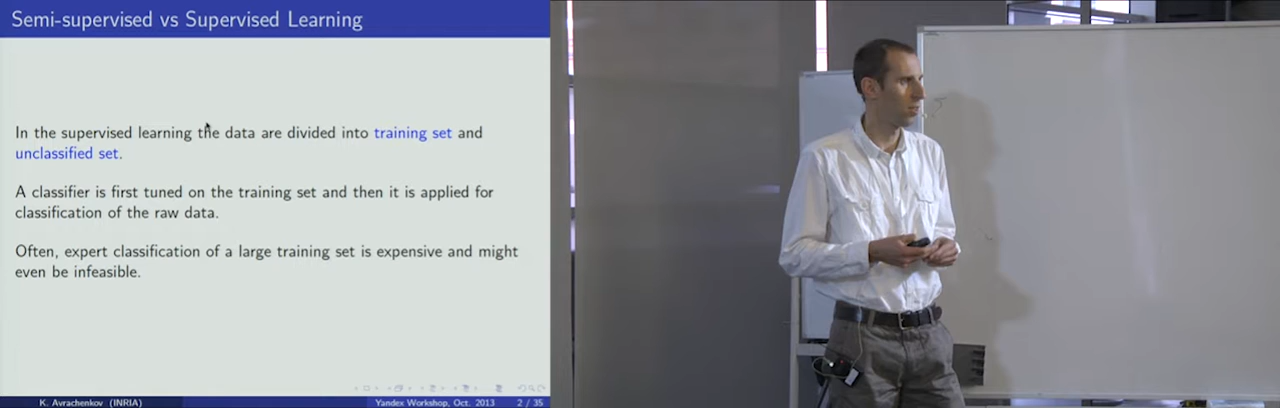 Semi-supervised vs Supervised Learning
In the supervised learning the data are divided into training set and
unclassified set.
A classifier is first tuned on the training set and then it is applied for
classification of the raw data.
Often, expert classification of a large training set is expensive and might
even be infeasible.
K. Avrachenkov (INRIA)
Yandex Workshop, Oct. 2013
2 / 35